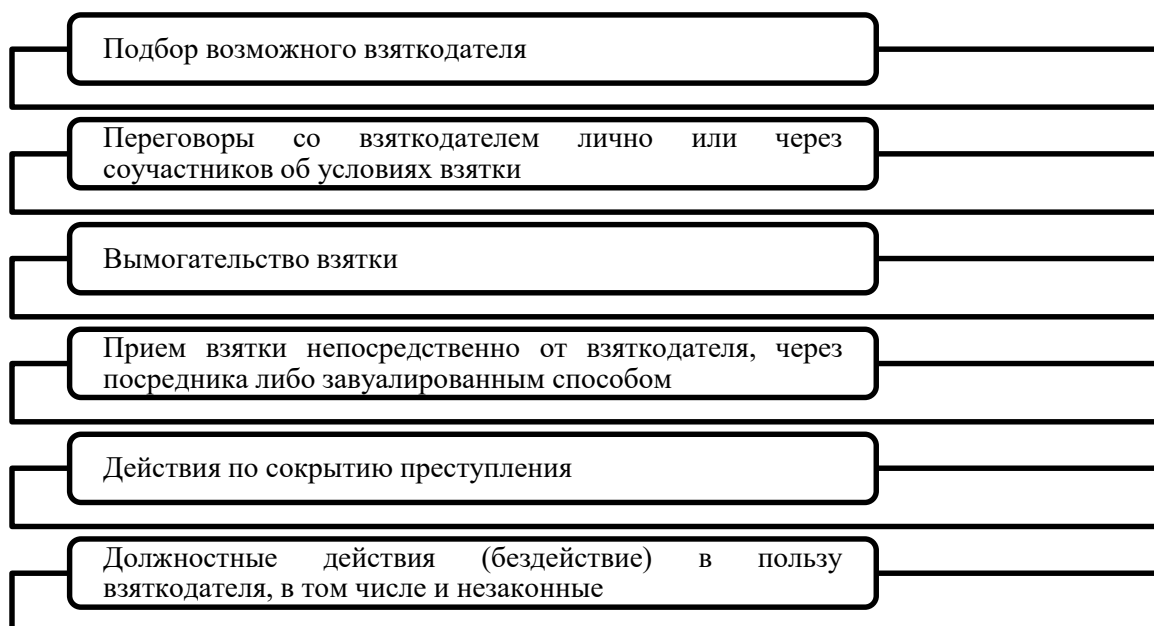 Подбор возможного взяткодателя
Переговоры со взяткодателем лично или через
соучастников об условиях взятки
Вымогательство взятки
Прием взятки непосредственно от взяткодателя, через
посредника либо завуалированным способом
Действия по сокрытию преступления
Должностные действия (бездействие) в пользу
взяткодателя, в том числе и незаконные